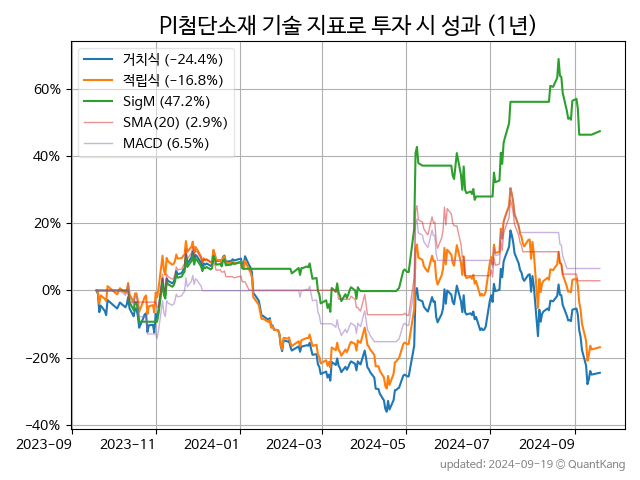 PI첨단소재 기술 지표로 투자 시 성과 (1년)
거치식 (−24.4%)
적립식 (−16.8%)
SigM (47.2%)
SMA(20) (2.9%)
MACD (6.5%)
60%
40%
20%
0%
−20%
−40%
2023-09 2023-11 2024-01 2024-03 2024-05 2024-07 2024-09
updated: 2024-09-19 © QuantKang